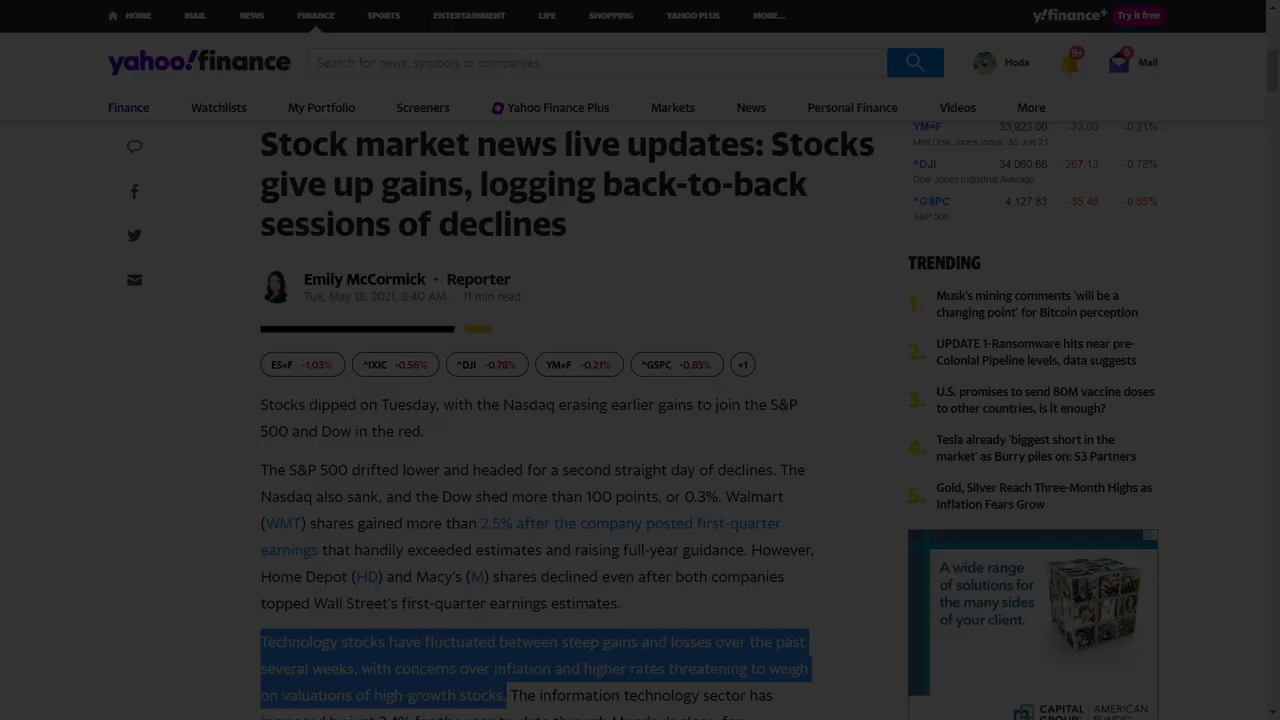 HOME MAIL NEWS FINANCE SPORTS ENTERTAINMENT LIFE SHOPPING YAHOO PLUS MORE...
y!finance+ Try it free
yahoo!finance
Search for news, symbols or companies
Hoda 9+ Mail
Finance Watchlists My Portfolio Screeners Yahoo Finance Plus Markets News Personal Finance Videos More
Stock market news live updates: Stocks
give up gains, logging back-to-back
sessions of declines
Emily McCormick · Reporter
Tue, May 18, 2021, 8:40 AM · 11 min read
ES=F -1.03% ^IXIC -0.56% ^DJI -0.78% YM=F -0.21% ^GSPC -0.85% +1
Stocks dipped on Tuesday, with the Nasdaq erasing earlier gains to join the S&P
500 and Dow in the red.
The S&P 500 drifted lower and headed for a second straight day of declines. The
Nasdaq also sank, and the Dow shed more than 100 points, or 0.3%. Walmart
(WMT) shares gained more than 2.5% after the company posted first-quarter
earnings that handily exceeded estimates and raising full-year guidance. However,
Home Depot (HD) and Macy's (M) shares declined even after both companies
topped Wall Street's first-quarter earnings estimates.
Technology stocks have fluctuated between steep gains and losses over the past
several weeks, with concerns over inflation and higher rates threatening to weigh
on valuations of high-growth stocks. The information technology sector has
YM=F 33,923.00 -73.00 -0.21%
Mini Dow Jones Indus. $5 Jun 21
^DJI 34,060.66 -267.13 -0.78%
Dow Jones Industrial Average
^GSPC 4,127.83 -35.46 -0.85%
S&P 500
TRENDING
1. Musk's mining comments 'will be a
changing point' for Bitcoin perception
2. UPDATE 1-Ransomware hits near pre-
Colonial Pipeline levels, data suggests
3. U.S. promises to send 80M vaccine doses
to other countries, is it enough?
4. Tesla already 'biggest short in the
market' as Burry piles on: S3 Partners
5. Gold, Silver Reach Three-Month Highs as
Inflation Fears Grow
A wide range
of solutions for
the many sides
of your client.
CAPITAL AMERICAN